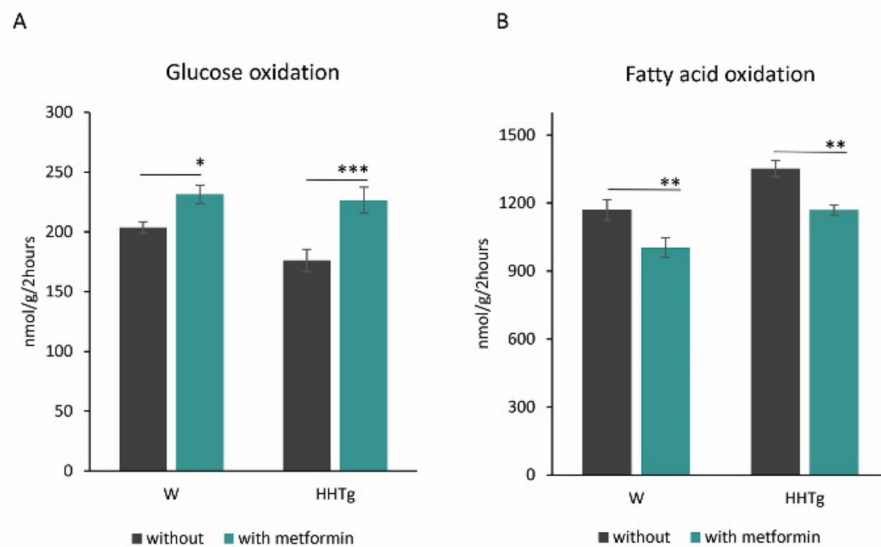 A
Glucose oxidation
300
250
200
150
100
50
0
nmol/g/2hours
*
***
W
HHTg
without
with metformin
B
Fatty acid oxidation
1500
1200
900
600
300
0
nmol/g/2hours
**
**
W
HHTg
without
with metformin